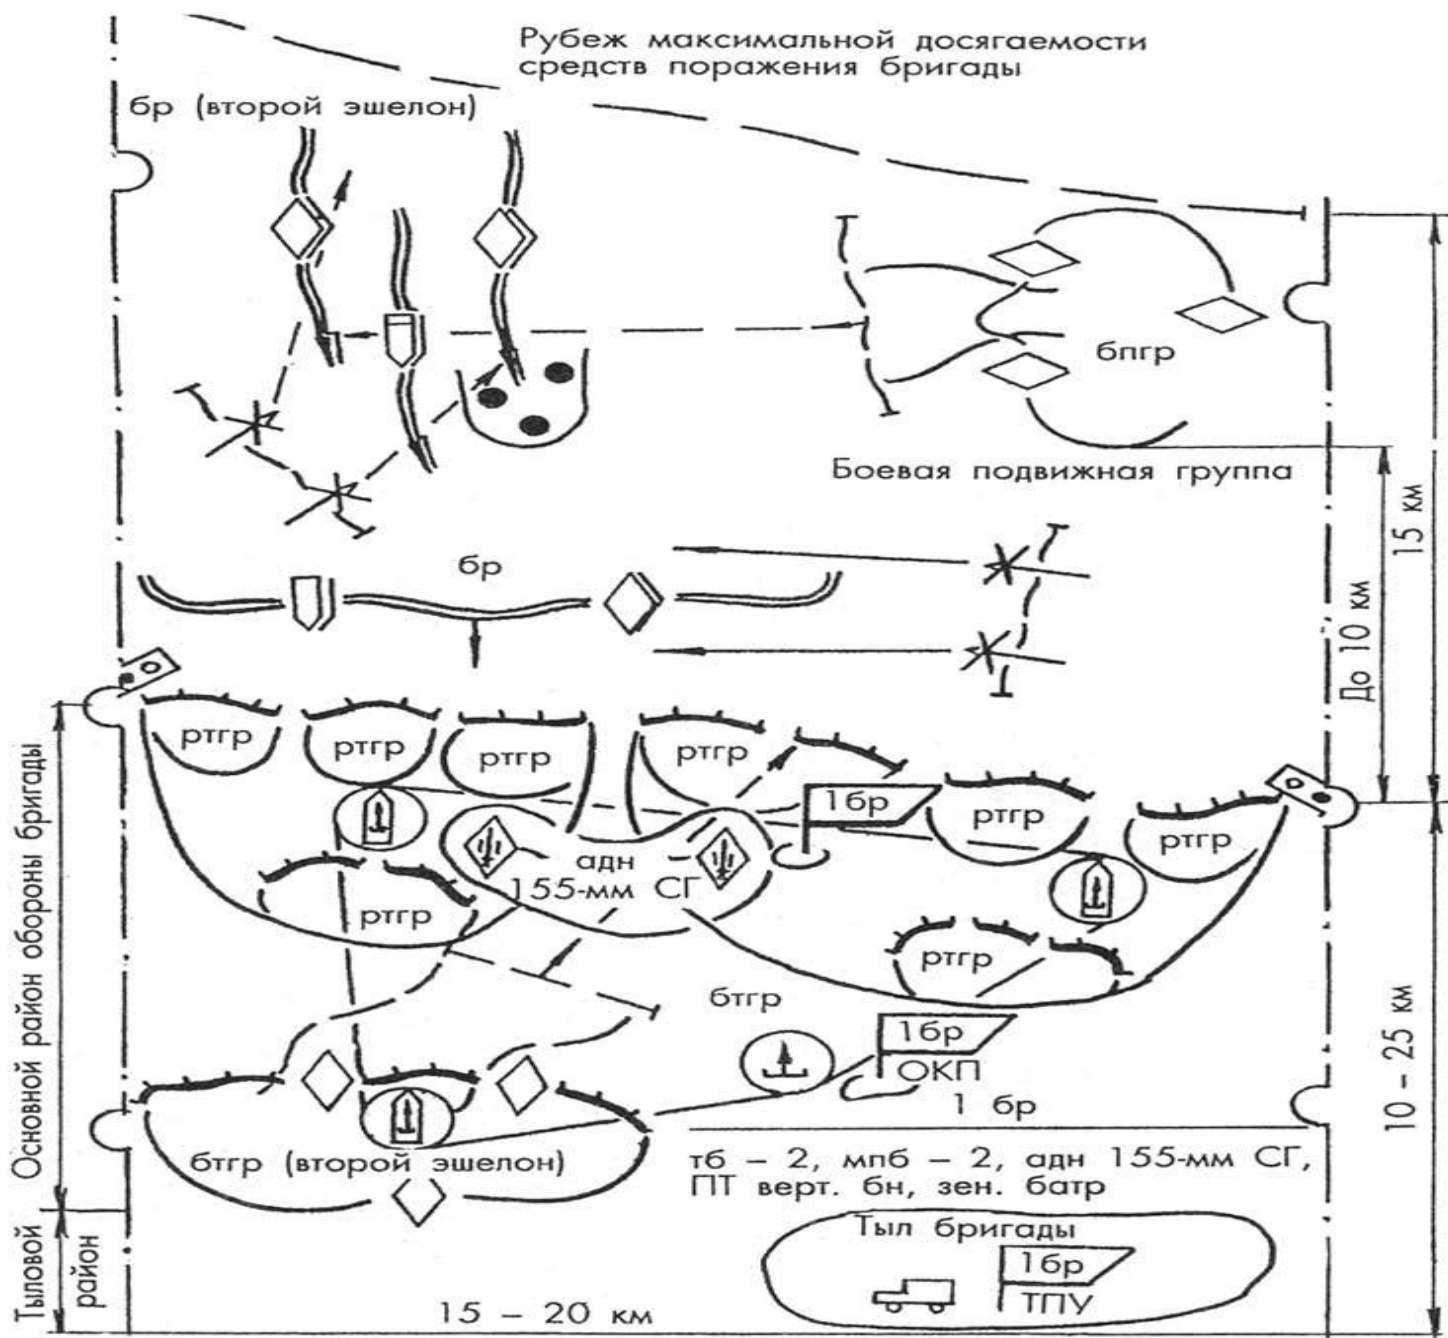 Рубеж максимальной досягаемости
средств поражения бригады
бр (второй эшелон)
бпгр
Боевая подвижная группа
15 км
До 10 км
бр
ртгр
ртгр
ртгр
ртгр
1бр
ртгр
ртгр
адн
155-мм СГ
ртгр
ртгр
бтгр
1бр
ОКП
1 бр
бтгр (второй эшелон)
тб – 2, мпб – 2, адн 155-мм СГ,
ПТ верт. бн, зен. батр
Тыл бригады
1бр
ТПУ
15 – 20 км
10 – 25 км
Основной район обороны бригады
Тыловой
район